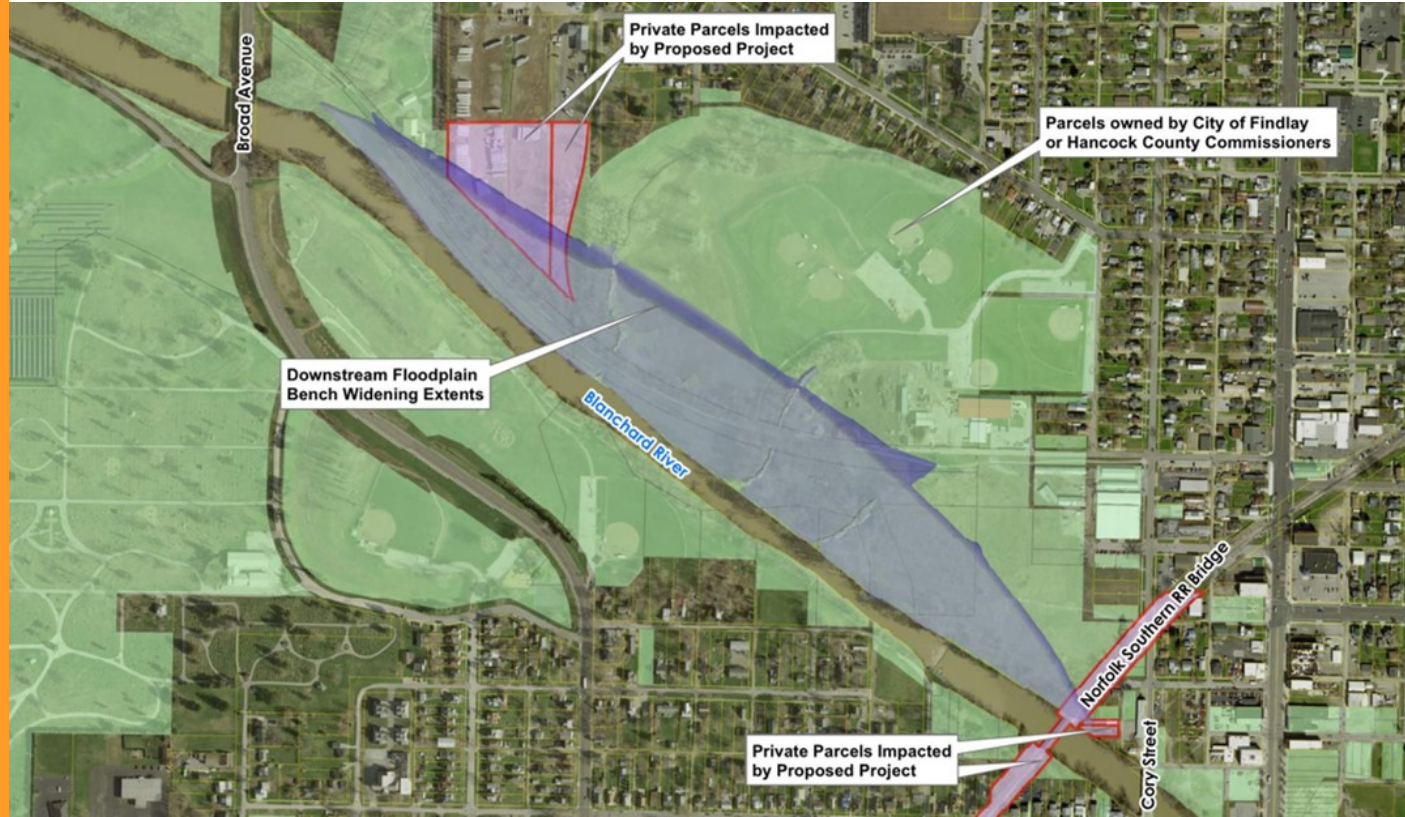 Private Parcels Impacted
by Proposed Project
Broad Avenue
Parcels owned by City of Findlay
or Hancock County Commissioners
Downstream Floodplain
Bench Widening Extents
Blanchard River
Norfolk Southern RR Bridge
Private Parcels Impacted
by Proposed Project
Cory Street